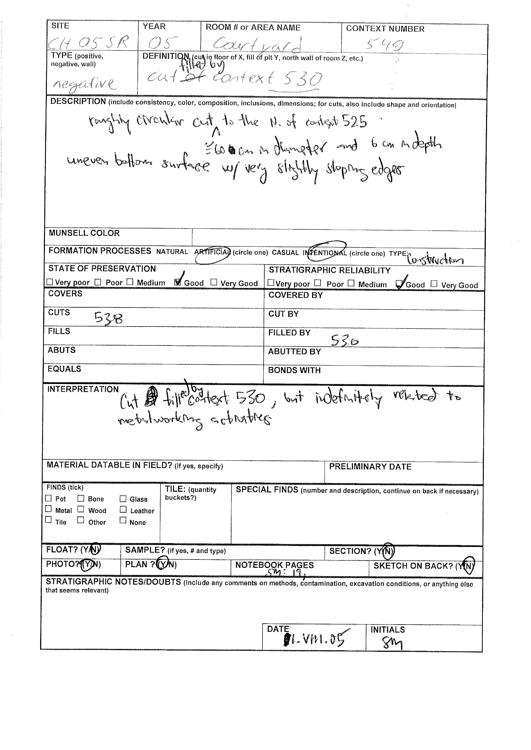 SITE YEAR ROOM # or AREA NAME CONTEXT NUMBER
CH 05 SR 05 Courtyard 549
TYPE (positive, negative, wall) DEFINITION (cut in floor of X, fill of pit Y, north wall of room Z, etc.)
negative cut filled by context 530
DESCRIPTION (include consistency, color, composition, inclusions, dimensions; for cuts, also include shape and orientation)
roughly circular cut to the N. of context 525
60 cm in diameter and 6 cm in depth
uneven bottom surface w/ very slightly sloping edges
MUNSELL COLOR
FORMATION PROCESSES NATURAL ARTIFICIAL (circle one) CASUAL INTENTIONAL (circle one) TYPE: Construction
STATE OF PRESERVATION STRATIGRAPHIC RELIABILITY
Very poor Poor Medium Good Very Good Very poor Poor Medium Good Very Good
COVERS COVERED BY
CUTS 538 CUT BY
FILLS FILLED BY 530
ABUTS ABUTTED BY
EQUALS BONDS WITH
INTERPRETATION
Cut filled by context 530, but indefinitely related to
metalworking activities
MATERIAL DATABLE IN FIELD? (if yes, specify) PRELIMINARY DATE
FINDS (tick) TILE: (quantity buckets?) SPECIAL FINDS (number and description, continue on back if necessary)
Pot Bone Glass
Metal Wood Leather
Tile Other None
FLOAT? (Y/N) SAMPLE? (if yes, # and type) SECTION? (Y/N)
PHOTO? (Y/N) PLAN ? (Y/N) NOTEBOOK PAGES SM: 19, SKETCH ON BACK? (Y/N)
STRATIGRAPHIC NOTES/DOUBTS (Include any comments on methods, contamination, excavation conditions, or anything else
that seems relevant)
DATE INITIALS
1.VIII.05 SM